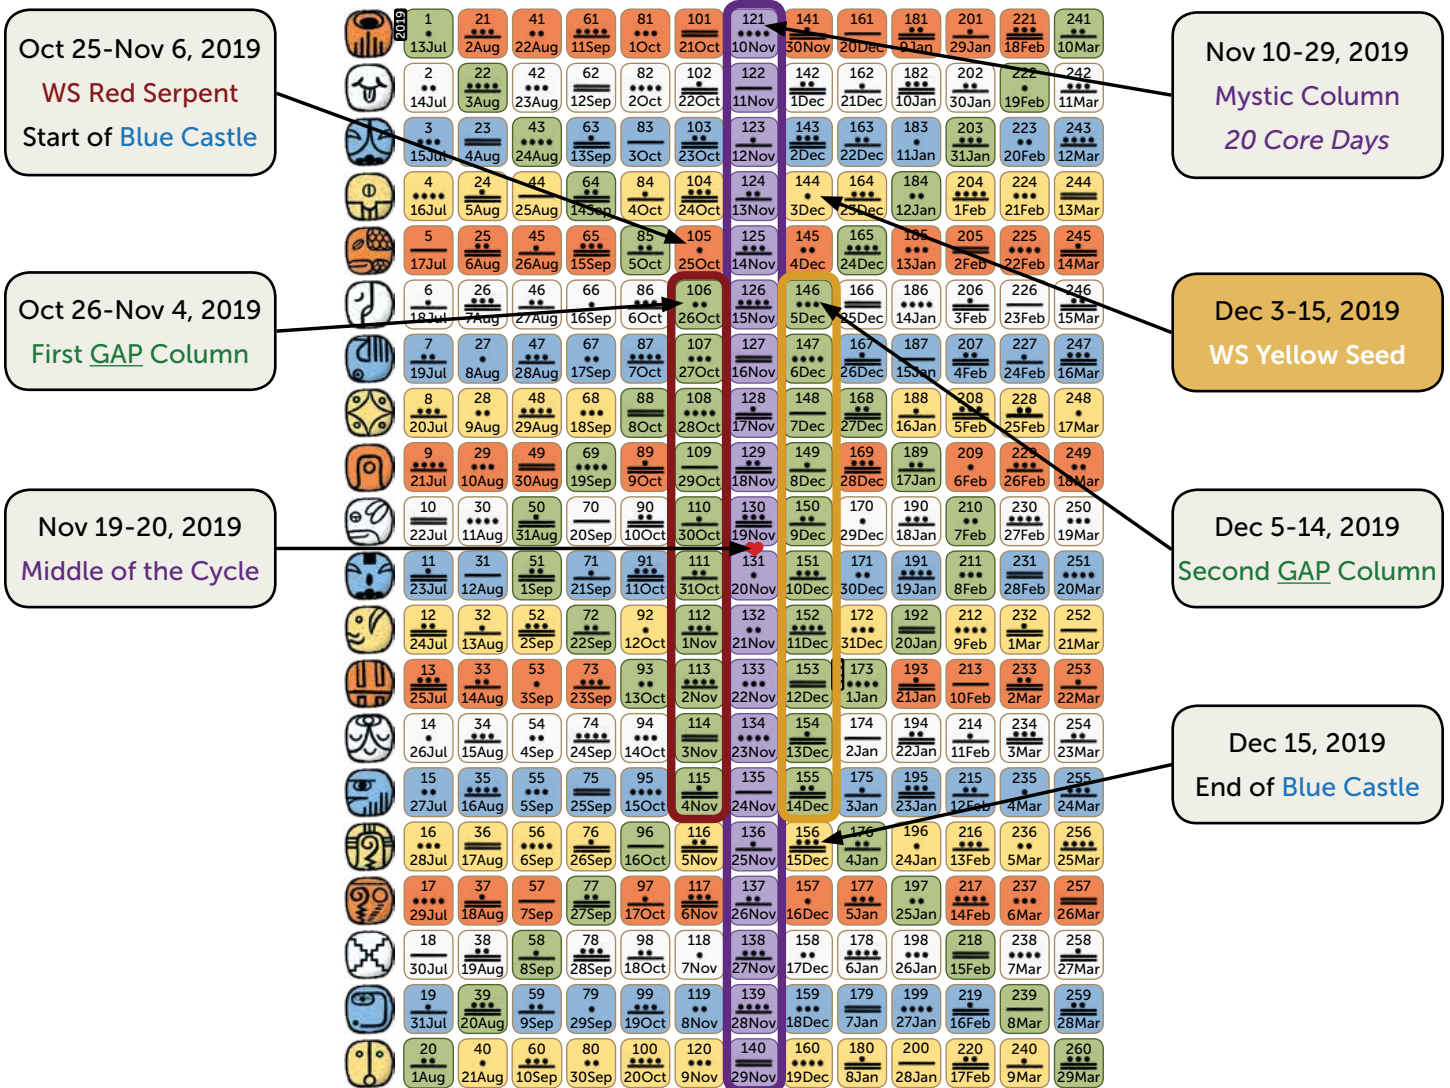 Oct 25-Nov 6, 2019
WS Red Serpent
Start of Blue Castle
Oct 26-Nov 4, 2019
First GAP Column
Nov 19-20, 2019
Middle of the Cycle
2019
1 21 41 61 81 101 121 141 161 181 201 221 241
13Jul 2Aug 22Aug 11Sep 1Oct 21Oct 10Nov 30Nov 20Dec 9Jan 29Jan 18Feb 10Mar
2 22 42 62 82 102 122 142 162 182 202 222 242
14Jul 3Aug 23Aug 12Sep 2Oct 22Oct 11Nov 1Dec 21Dec 10Jan 30Jan 19Feb 11Mar
3 23 43 63 83 103 123 143 163 183 203 223 243
15Jul 4Aug 24Aug 13Sep 3Oct 23Oct 12Nov 2Dec 22Dec 11Jan 31Jan 20Feb 12Mar
4 24 44 64 84 104 124 144 164 184 204 224 244
16Jul 5Aug 25Aug 14Sep 4Oct 24Oct 13Nov 3Dec 23Dec 12Jan 1Feb 21Feb 13Mar
5 25 45 65 85 105 125 145 165 185 205 225 245
17Jul 6Aug 26Aug 15Sep 5Oct 25Oct 14Nov 4Dec 24Dec 13Jan 2Feb 22Feb 14Mar
6 26 46 66 86 106 126 146 166 186 206 226 246
18Jul 7Aug 27Aug 16Sep 6Oct 26Oct 15Nov 5Dec 25Dec 14Jan 3Feb 23Feb 15Mar
7 27 47 67 87 107 127 147 167 187 207 227 247
19Jul 8Aug 28Aug 17Sep 7Oct 27Oct 16Nov 6Dec 26Dec 15Jan 4Feb 24Feb 16Mar
8 28 48 68 88 108 128 148 168 188 208 228 248
20Jul 9Aug 29Aug 18Sep 8Oct 28Oct 17Nov 7Dec 27Dec 16Jan 5Feb 25Feb 17Mar
9 29 49 69 89 109 129 149 169 189 209 229 249
21Jul 10Aug 30Aug 19Sep 9Oct 29Oct 18Nov 8Dec 28Dec 17Jan 6Feb 26Feb 18Mar
10 30 50 70 90 110 130 150 170 190 210 230 250
22Jul 11Aug 31Aug 20Sep 10Oct 30Oct 19Nov 9Dec 29Dec 18Jan 7Feb 27Feb 19Mar
11 31 51 71 91 111 131 151 171 191 211 231 251
23Jul 12Aug 1Sep 21Sep 11Oct 31Oct 20Nov 10Dec 30Dec 19Jan 8Feb 28Feb 20Mar
12 32 52 72 92 112 132 152 172 192 212 232 252
24Jul 13Aug 2Sep 22Sep 12Oct 1Nov 21Nov 11Dec 31Dec 20Jan 9Feb 1Mar 21Mar
13 33 53 73 93 113 133 153 173 193 213 233 253
25Jul 14Aug 3Sep 23Sep 13Oct 2Nov 22Nov 12Dec 1Jan 21Jan 10Feb 2Mar 22Mar
14 34 54 74 94 114 134 154 174 194 214 234 254
26Jul 15Aug 4Sep 24Sep 14Oct 3Nov 23Nov 13Dec 2Jan 22Jan 11Feb 3Mar 23Mar
15 35 55 75 95 115 135 155 175 195 215 235 255
27Jul 16Aug 5Sep 25Sep 15Oct 4Nov 24Nov 14Dec 3Jan 23Jan 12Feb 4Mar 24Mar
16 36 56 76 96 116 136 156 176 196 216 236 256
28Jul 17Aug 6Sep 26Sep 16Oct 5Nov 25Nov 15Dec 4Jan 24Jan 13Feb 5Mar 25Mar
17 37 57 77 97 117 137 157 177 197 217 237 257
29Jul 18Aug 7Sep 27Sep 17Oct 6Nov 26Nov 16Dec 5Jan 25Jan 14Feb 6Mar 26Mar
18 38 58 78 98 118 138 158 178 198 218 238 258
30Jul 19Aug 8Sep 28Sep 18Oct 7Nov 27Nov 17Dec 6Jan 26Jan 15Feb 7Mar 27Mar
19 39 59 79 99 119 139 159 179 199 219 239 259
31Jul 20Aug 9Sep 29Sep 19Oct 8Nov 28Nov 18Dec 7Jan 27Jan 16Feb 8Mar 28Mar
20 40 60 80 100 120 140 160 180 200 220 240 260
1Aug 21Aug 10Sep 30Sep 20Oct 9Nov 29Nov 19Dec 8Jan 28Jan 17Feb 9Mar 29Mar
Nov 10-29, 2019
Mystic Column
20 Core Days
Dec 3-15, 2019
WS Yellow Seed
Dec 5-14, 2019
Second GAP Column
Dec 15, 2019
End of Blue Castle